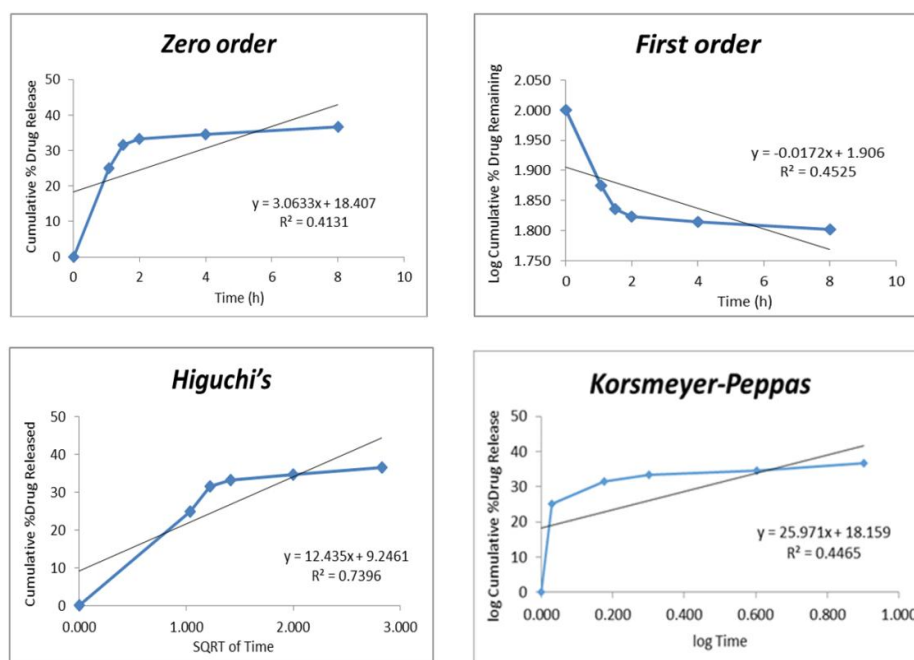 Zero order
50
40
30
20
10
0
0 2 4 6 8 10
Cumulative % Drug Release
Time (h)
y = 3.0633x + 18.407
R² = 0.4131
First order
2.050
2.000
1.950
1.900
1.850
1.800
1.750
0 2 4 6 8 10
Log Cumulative % Drug Remaining
Time (h)
y = -0.0172x + 1.906
R² = 0.4525
Higuchi's
50
40
30
20
10
0
0.000 1.000 2.000 3.000
Cumulative %Drug Released
SQRT of Time
y = 12.435x + 9.2461
R² = 0.7396
Korsmeyer-Peppas
50
40
30
20
10
0
0.000 0.200 0.400 0.600 0.800 1.000
log Cumulative %Drug Release
log Time
y = 25.971x + 18.159
R² = 0.4465